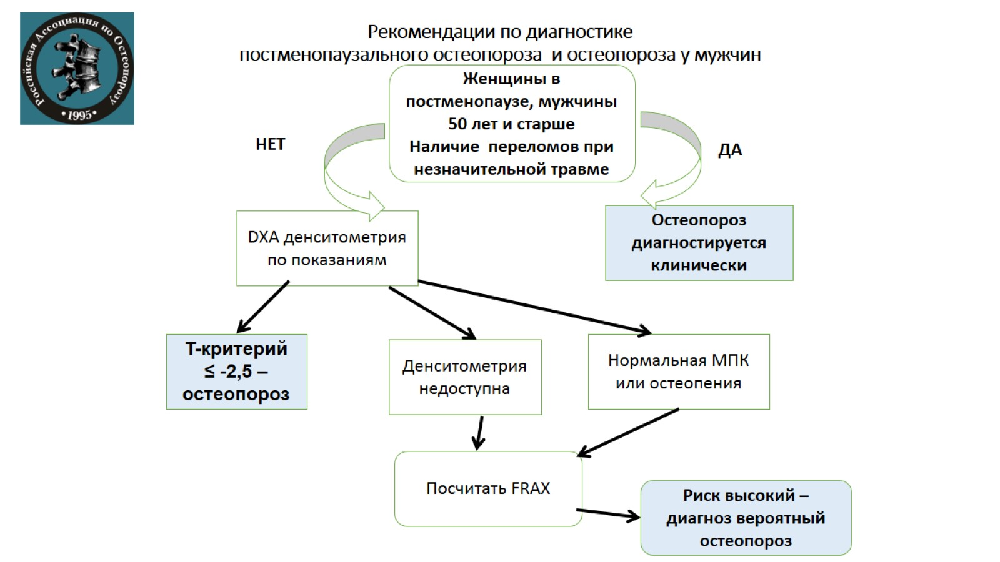 Российская Ассоциация по Остеопорозу
•1995•
Рекомендации по диагностике
постменопаузального остеопороза и остеопороза у мужчин
Женщины в
постменопаузе, мужчины
50 лет и старше
Наличие переломов при
незначительной травме
НЕТ
ДА
DXA денситометрия
по показаниям
Остеопороз
диагностируется
клинически
Т-критерий
≤ -2,5 –
остеопороз
Денситометрия
недоступна
Нормальная МПК
или остеопения
Посчитать FRAX
Риск высокий –
диагноз вероятный
остеопороз